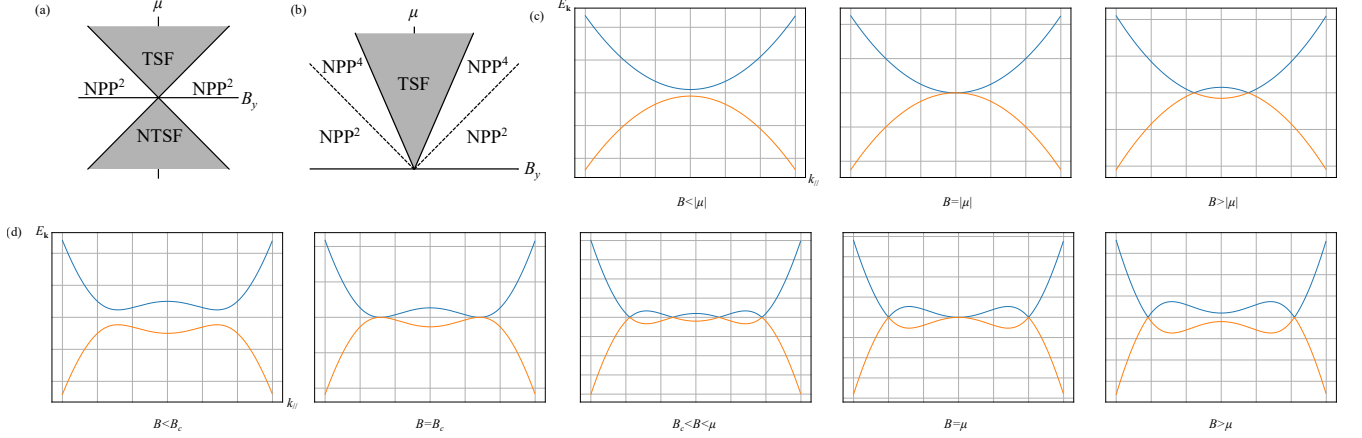 (a)
μ
TSF
NPP²
NPP²
B_y
NTSF
(b)
μ
NPP⁴
NPP⁴
TSF
NPP²
NPP²
B_y
(c)
E_k
k_//
B<|μ|
B=|μ|
B>|μ|
(d)
E_k
k_//
B<B_c
B=B_c
B_c<B<μ
B=μ
B>μ